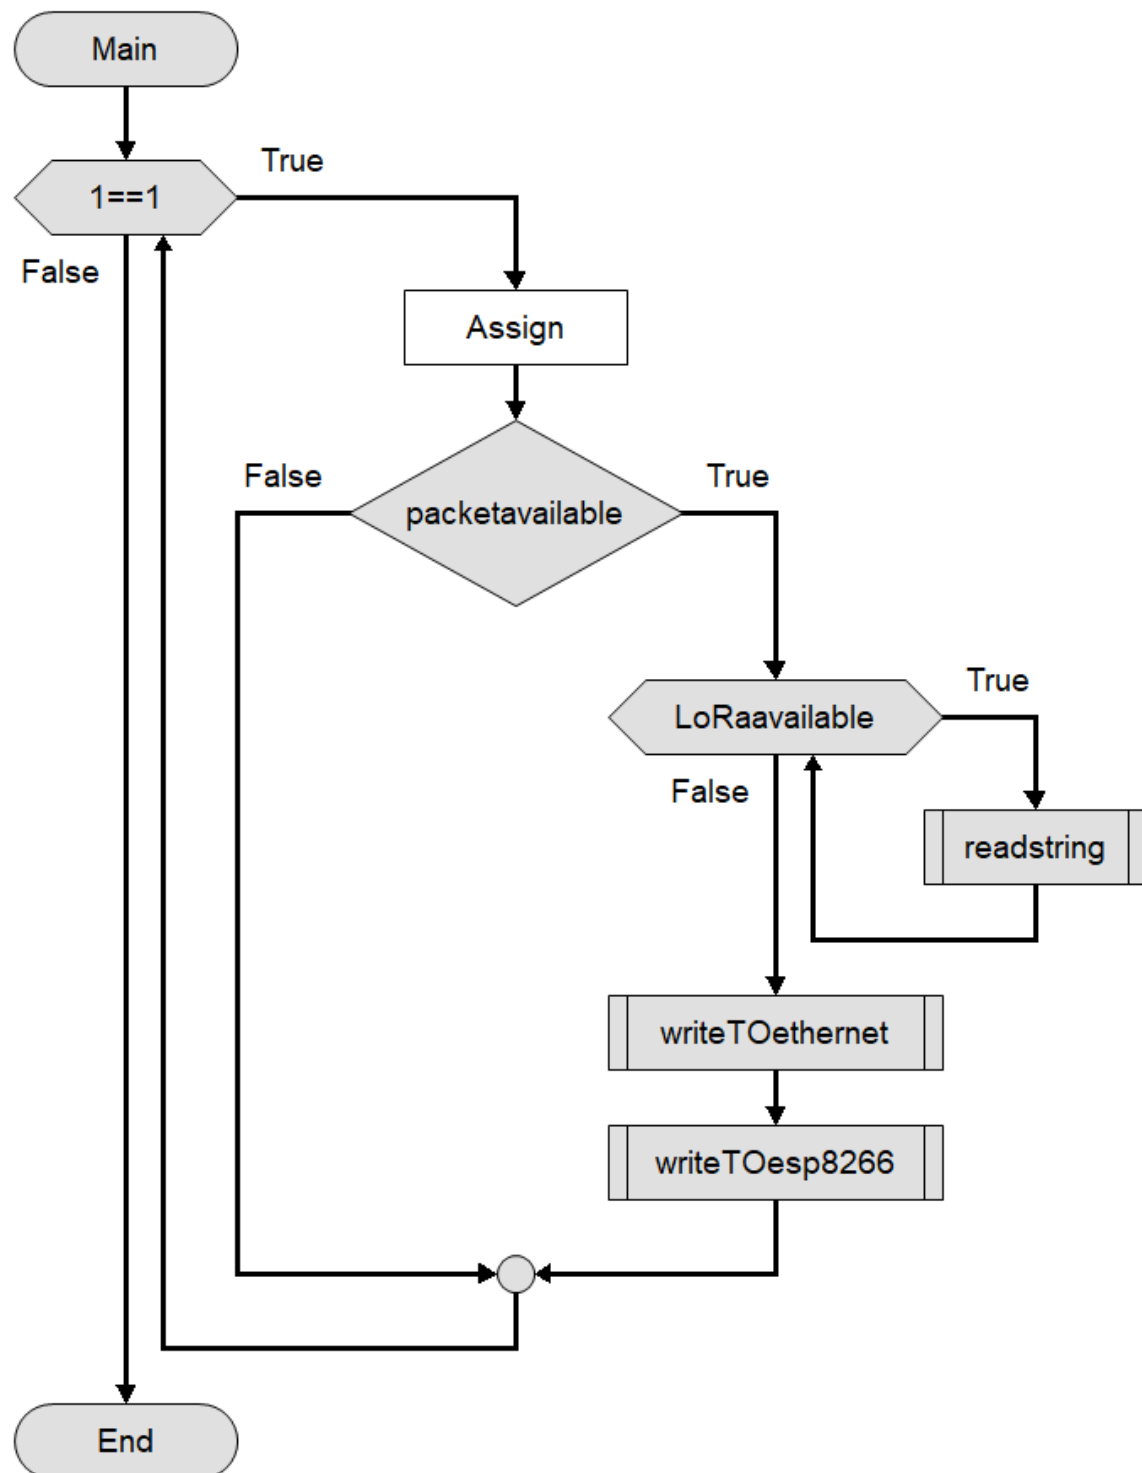 Main
True
1==1
False
Assign
False
True
packetavailable
True
LoRaavailable
False
readstring
writeTOethernet
writeTOesp8266
End